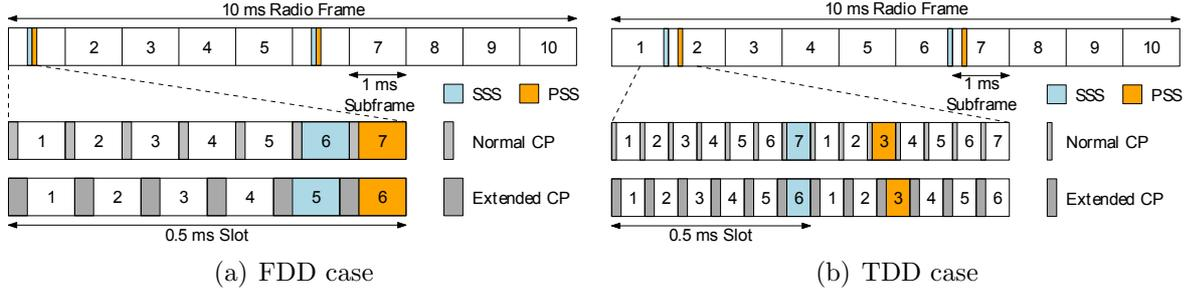 10 ms Radio Frame
2 3 4 5 7 8 9 10
1 ms
Subframe
SSS PSS
1 2 3 4 5 6 7
Normal CP
1 2 3 4 5 6
Extended CP
0.5 ms Slot
(a) FDD case
10 ms Radio Frame
1 2 3 4 5 6 7 8 9 10
1 ms
Subframe
SSS PSS
1 2 3 4 5 6 7 1 2 3 4 5 6 7
Normal CP
1 2 3 4 5 6 1 2 3 4 5 6
Extended CP
0.5 ms Slot
(b) TDD case